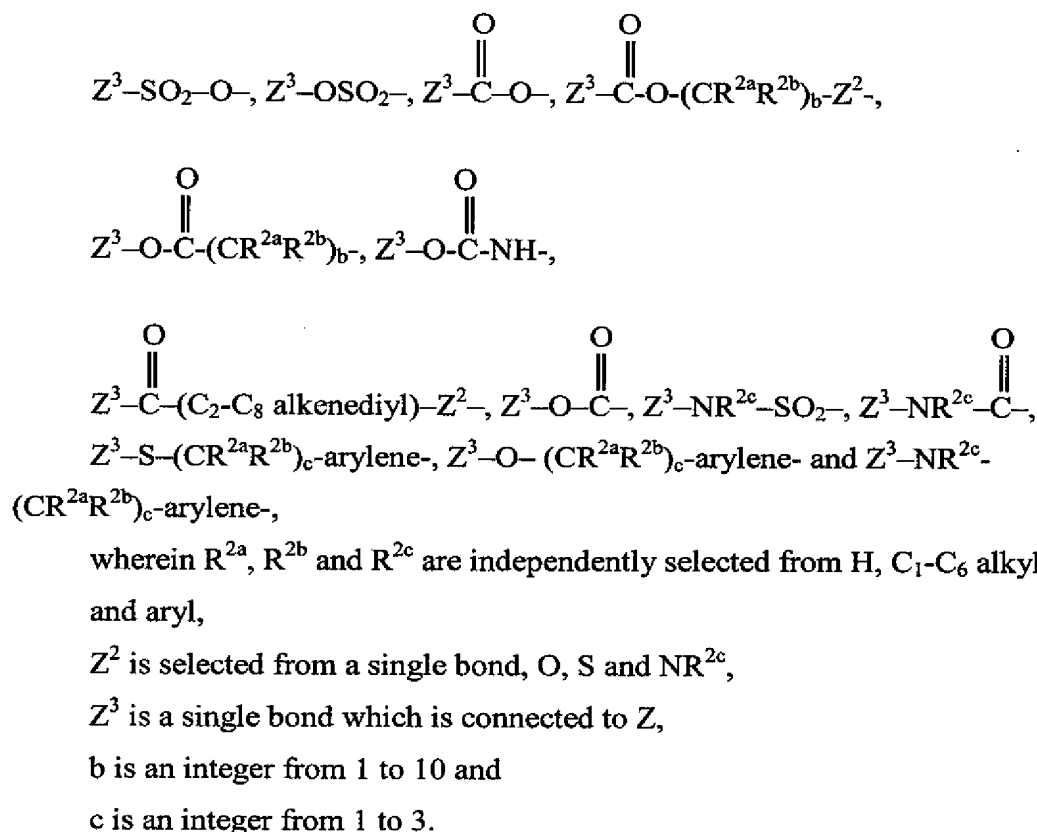 O O
|| ||
Z³–SO₂–O–, Z³–OSO₂–, Z³–C–O–, Z³–C-O-(CR²ᵃR²ᵇ)b-Z²-,
O O
|| ||
Z³–O-C-(CR²ᵃR²ᵇ)b-, Z³–O-C-NH-,
O O O
|| || ||
Z³–C–(C₂-C₈ alkenediyl)–Z²–, Z³–O–C–, Z³–NR²ᶜ–SO₂–, Z³–NR²ᶜ–C–,
Z³–S–(CR²ᵃR²ᵇ)c-arylene-, Z³–O– (CR²ᵃR²ᵇ)c-arylene- and Z³–NR²ᶜ-
(CR²ᵃR²ᵇ)c-arylene-,
wherein R²ᵃ, R²ᵇ and R²ᶜ are independently selected from H, C₁-C₆ alkyl
and aryl,
Z² is selected from a single bond, O, S and NR²ᶜ,
Z³ is a single bond which is connected to Z,
b is an integer from 1 to 10 and
c is an integer from 1 to 3.